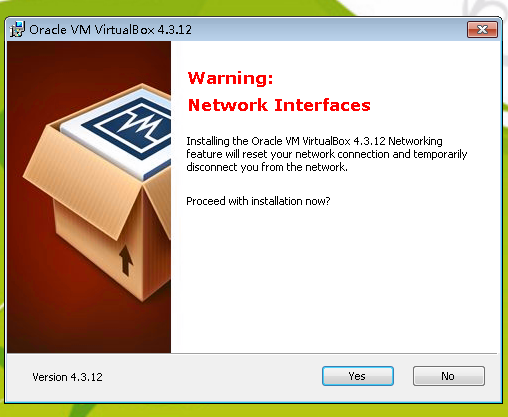 Oracle VM VirtualBox 4.3.12
Warning:
Network Interfaces
Installing the Oracle VM VirtualBox 4.3.12 Networking
feature will reset your network connection and temporarily
disconnect you from the network.
Proceed with installation now?
Version 4.3.12
Yes
No